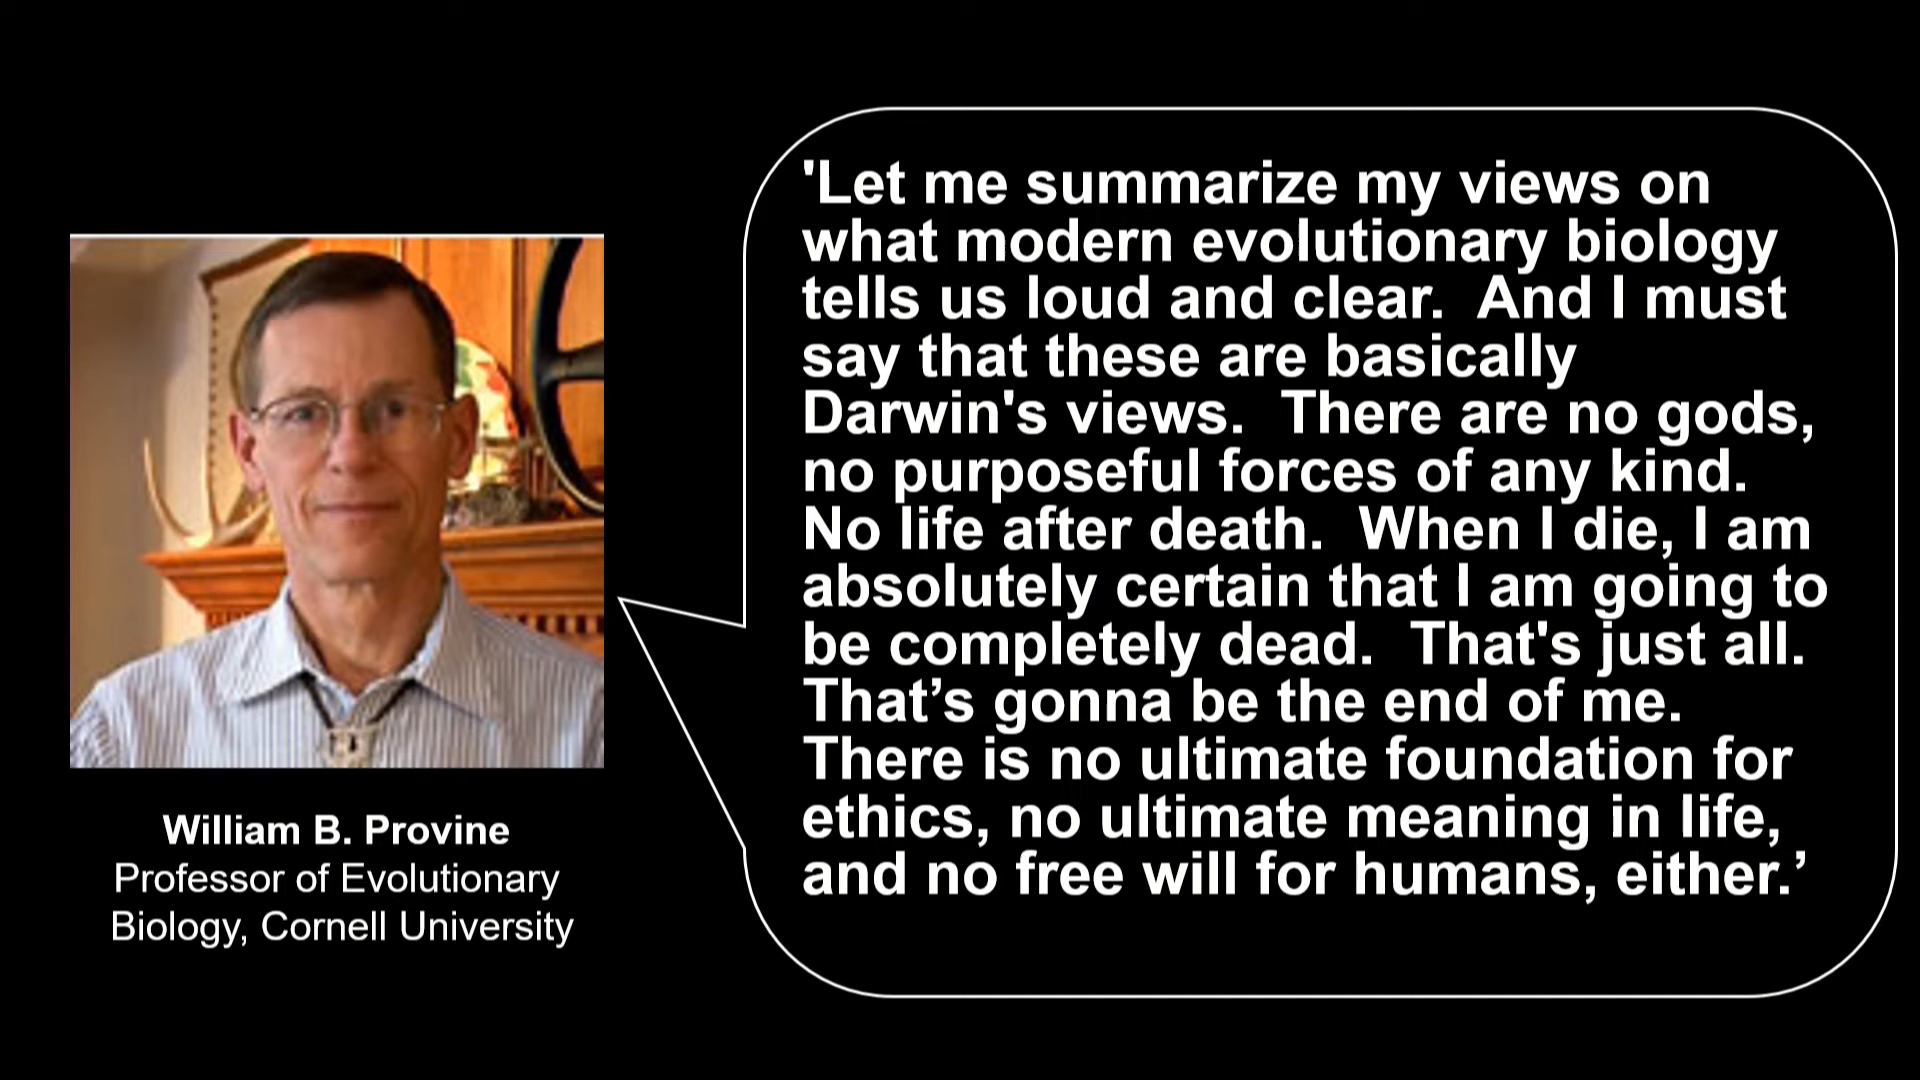 'Let me summarize my views on
what modern evolutionary biology
tells us loud and clear.  And I must
say that these are basically
Darwin's views.  There are no gods,
no purposeful forces of any kind.
No life after death.  When I die, I am
absolutely certain that I am going to
be completely dead.  That's just all.
That’s gonna be the end of me.
There is no ultimate foundation for
ethics, no ultimate meaning in life,
and no free will for humans, either.’
William B. Provine
Professor of Evolutionary
Biology, Cornell University